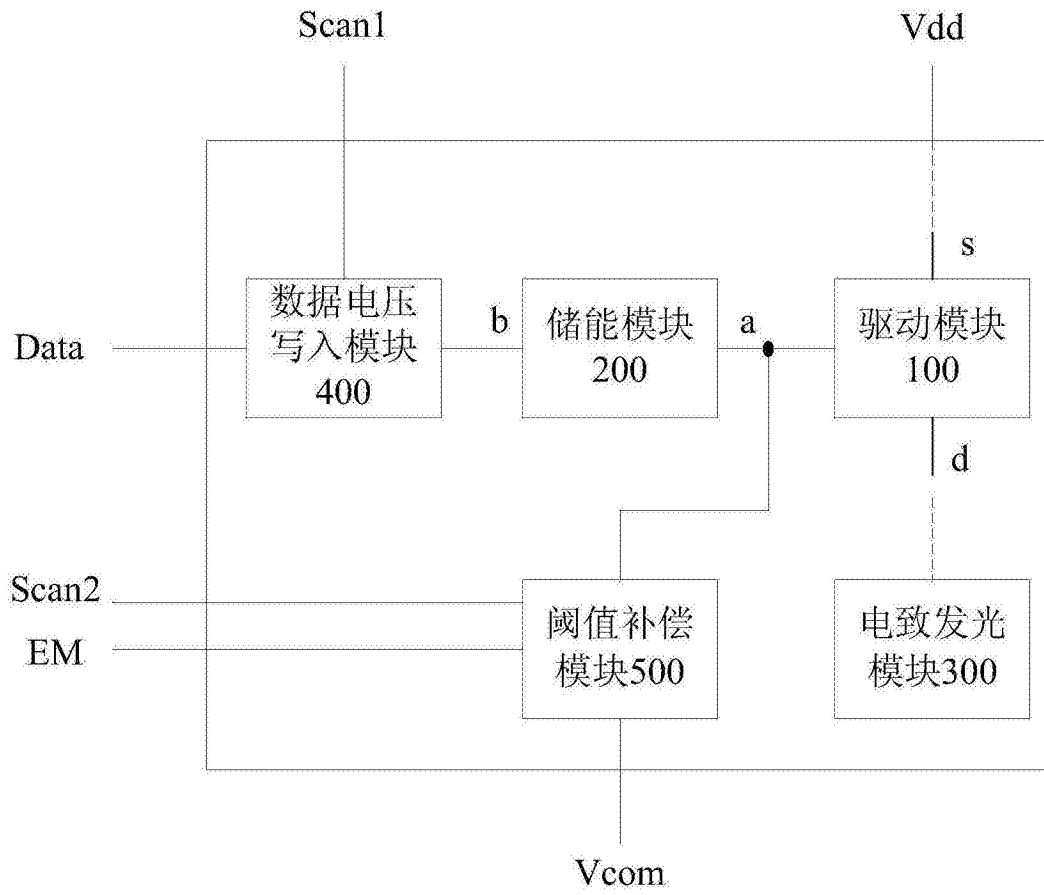 Scan1
Vdd
s
数据电压
写入模块
400
b
储能模块
200
a
驱动模块
100
Data
d
Scan2
EM
阈值补偿
模块500
电致发光
模块300
Vcom